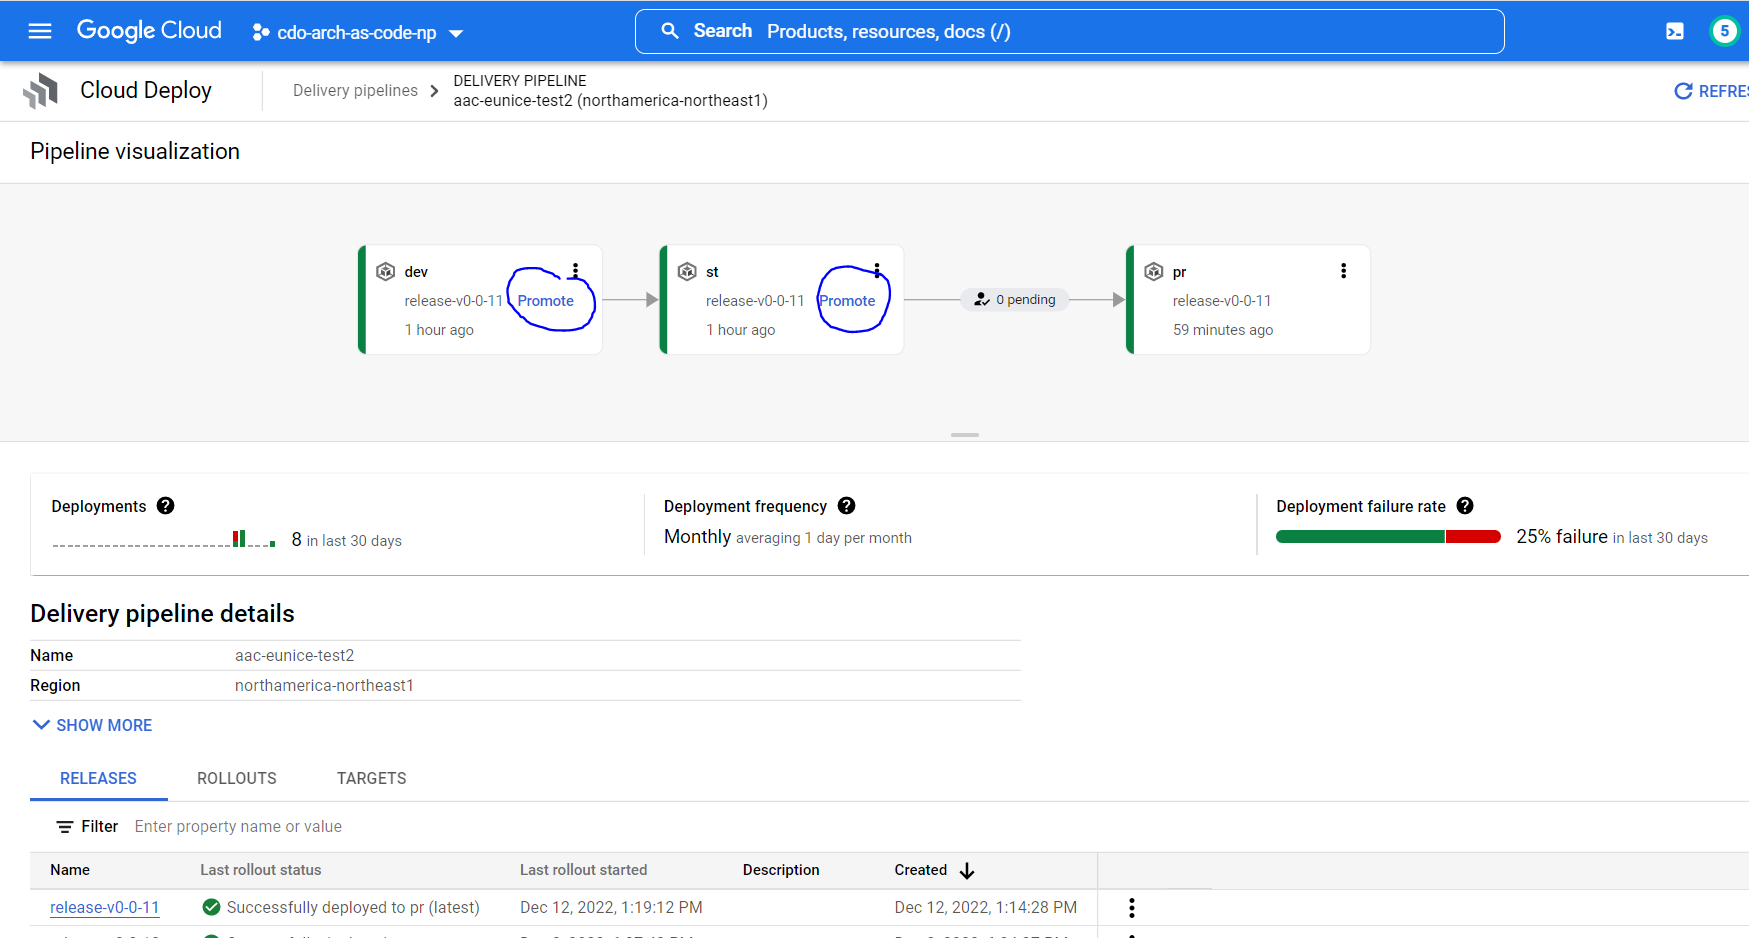 Google Cloud cdo-arch-as-code-np Search Products, resources, docs (/) 5
Cloud Deploy Delivery pipelines DELIVERY PIPELINE
aac-eunice-test2 (northamerica-northeast1) REFRES
Pipeline visualization
dev
release-v0-0-11 Promote
1 hour ago
st
release-v0-0-11 Promote
1 hour ago
0 pending
pr
release-v0-0-11
59 minutes ago
Deployments
8 in last 30 days
Deployment frequency
Monthly averaging 1 day per month
Deployment failure rate
25% failure in last 30 days
Delivery pipeline details
Name aac-eunice-test2
Region northamerica-northeast1
SHOW MORE
RELEASES ROLLOUTS TARGETS
Filter Enter property name or value
Name Last rollout status Last rollout started Description Created
release-v0-0-11 Successfully deployed to pr (latest) Dec 12, 2022, 1:19:12 PM Dec 12, 2022, 1:14:28 PM